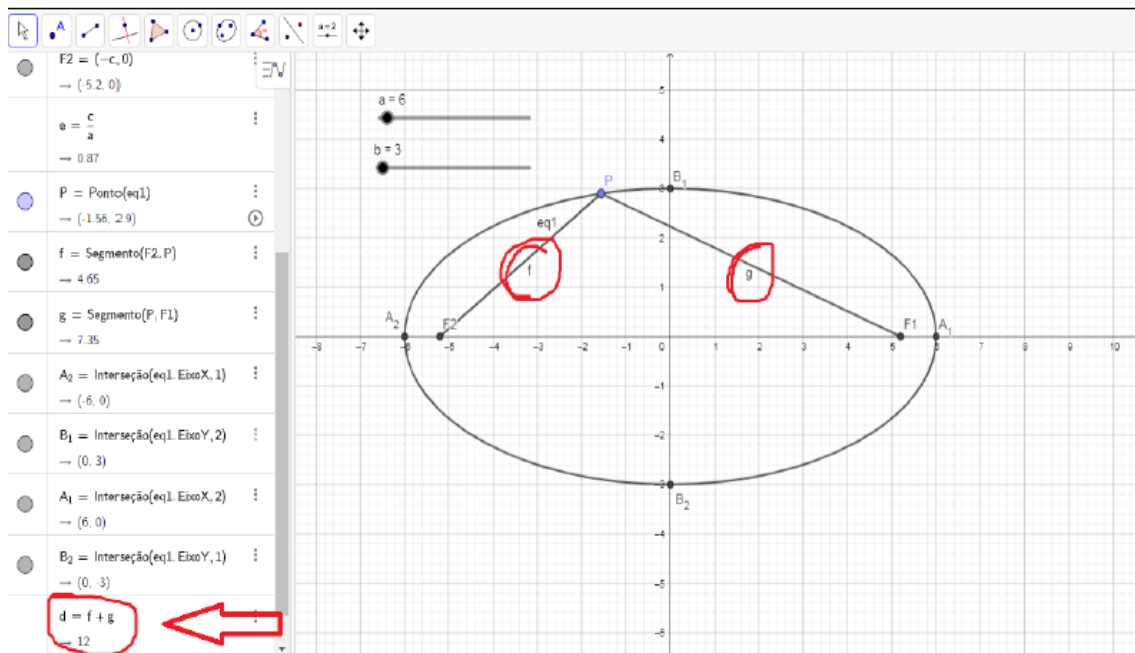 A
a=2
F2 = (−c, 0)
→ (-5.2, 0)
e = c/a
→ 0.87
P = Ponto(eq1)
→ (-1.56, 2.9)
f = Segmento(F2, P)
→ 4.65
g = Segmento(P, F1)
→ 7.35
A₂ = Interseção(eq1, EixoX, 1)
→ (-6, 0)
B₁ = Interseção(eq1, EixoY, 2)
→ (0, 3)
A₁ = Interseção(eq1, EixoX, 2)
→ (6, 0)
B₂ = Interseção(eq1, EixoY, 1)
→ (0, -3)
d = f + g
→ 12
a = 6
b = 3
P
B₁
eq1
f
g
A₂
F2
F1
A₁
B₂
5
4
3
2
1
-8 -7 -6 -5 -4 -3 -2 -1 0 1 2 3 4 5 6 7 8 9 10
-1
-2
-3
-4
-5
-6